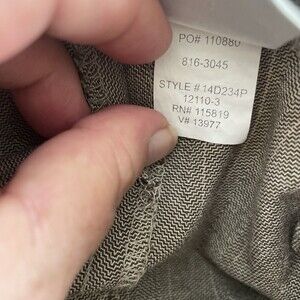 PO# 110880
816-3045
STYLE # 14D234P
12110-3
RN# 115819
V# 13977